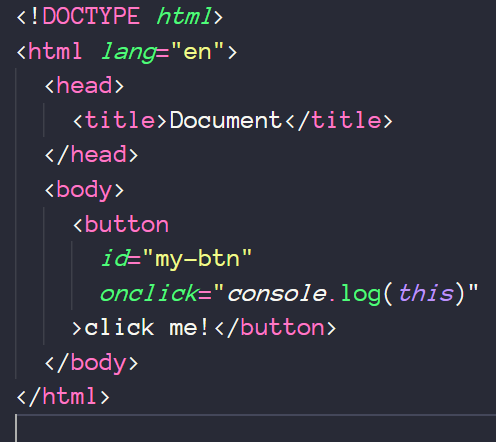 <!DOCTYPE html>
<html lang="en">
  <head>
    <title>Document</title>
  </head>
  <body>
    <button
      id="my-btn"
      onclick="console.log(this)"
    >click me!</button>
  </body>
</html>